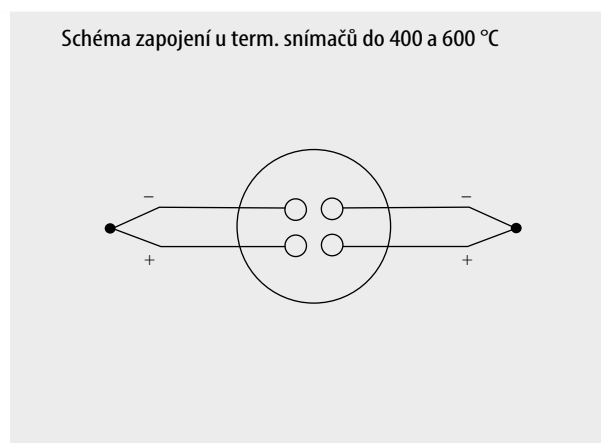 Schéma zapojení u term. snímačů do 400 a 600 °C
– –
+ +